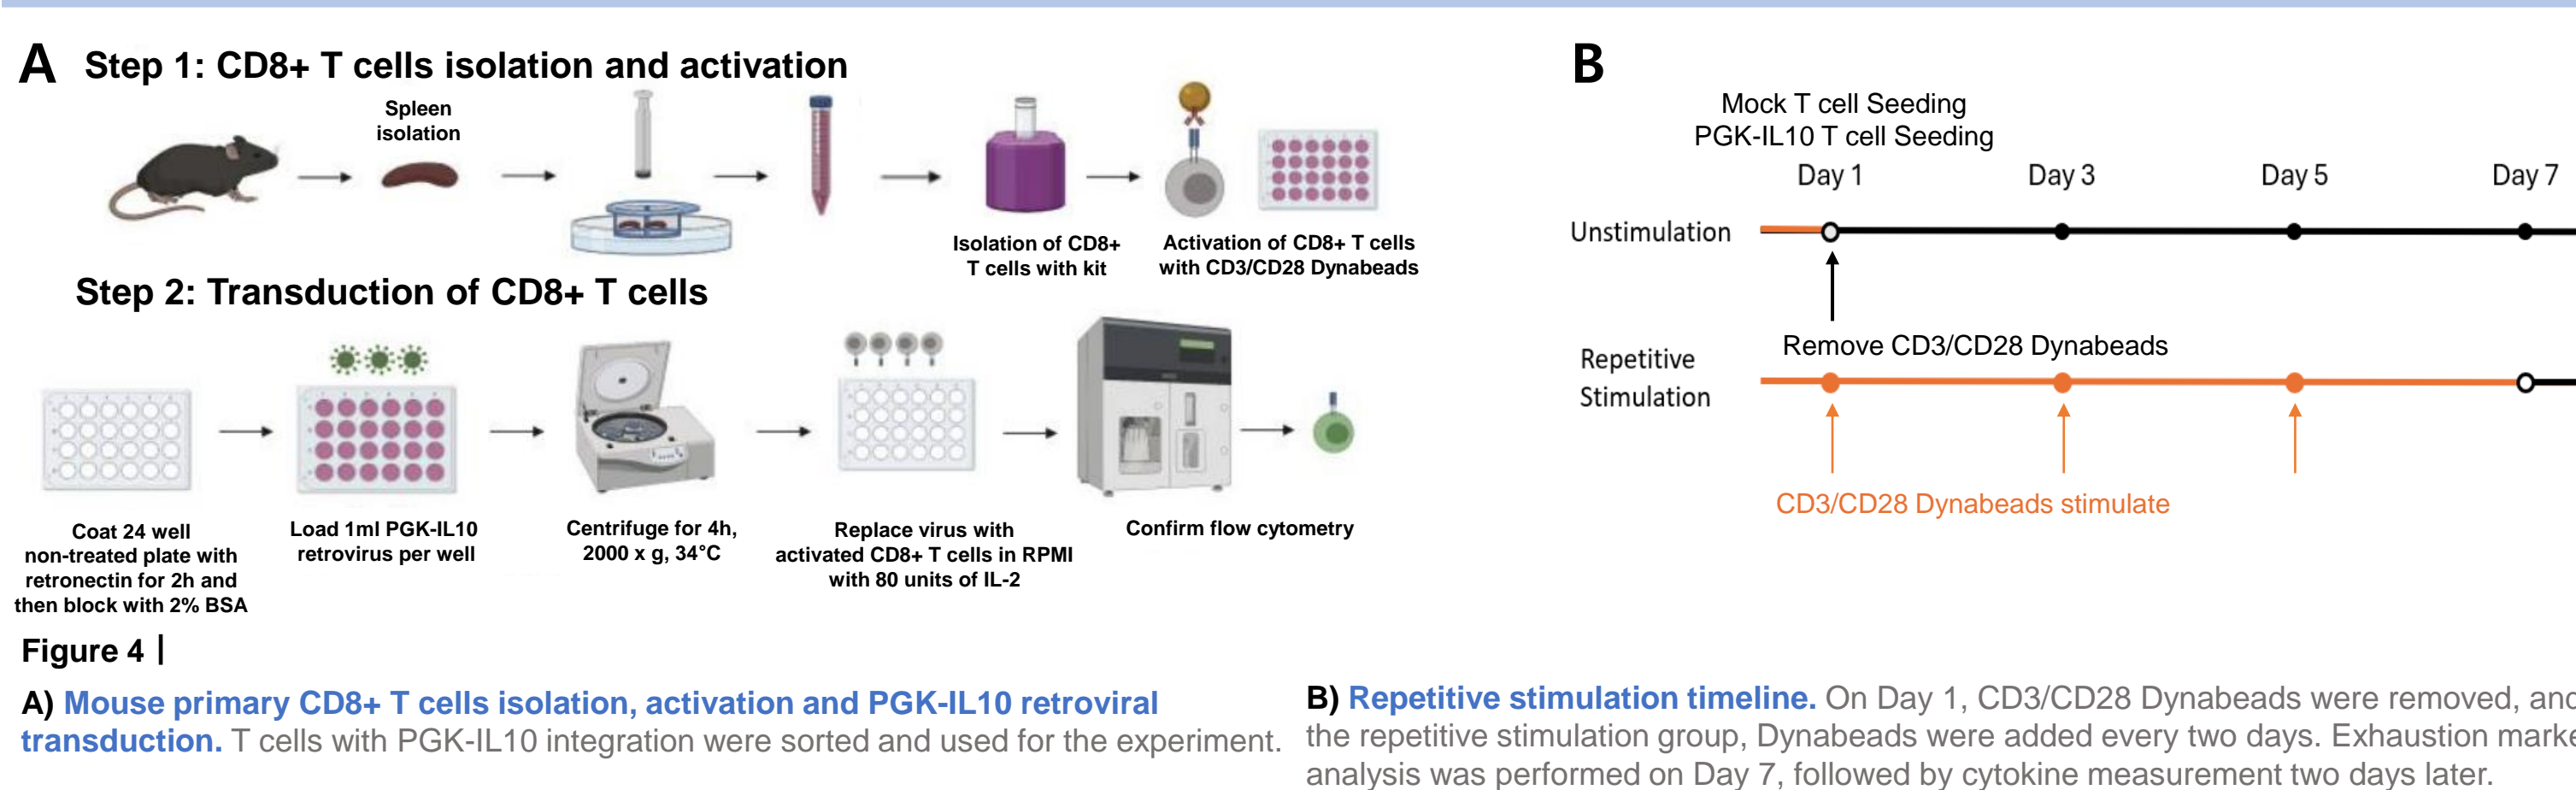 A Step 1: CD8+ T cells isolation and activation
Spleen
isolation
Isolation of CD8+
T cells with kit
Activation of CD8+ T cells
with CD3/CD28 Dynabeads
Step 2: Transduction of CD8+ T cells
Coat 24 well
non-treated plate with
retronectin for 2h and
then block with 2% BSA
Load 1ml PGK-IL10
retrovirus per well
Centrifuge for 4h,
2000 x g, 34°C
Replace virus with
activated CD8+ T cells in RPMI
with 80 units of IL-2
Confirm flow cytometry
B
Mock T cell Seeding
PGK-IL10 T cell Seeding
Day 1 Day 3 Day 5 Day 7
Unstimulation
Remove CD3/CD28 Dynabeads
Repetitive
Stimulation
CD3/CD28 Dynabeads stimulate
Figure 4 |
A) Mouse primary CD8+ T cells isolation, activation and PGK-IL10 retroviral
transduction. T cells with PGK-IL10 integration were sorted and used for the experiment.
B) Repetitive stimulation timeline. On Day 1, CD3/CD28 Dynabeads were removed, and
the repetitive stimulation group, Dynabeads were added every two days. Exhaustion marke
analysis was performed on Day 7, followed by cytokine measurement two days later.